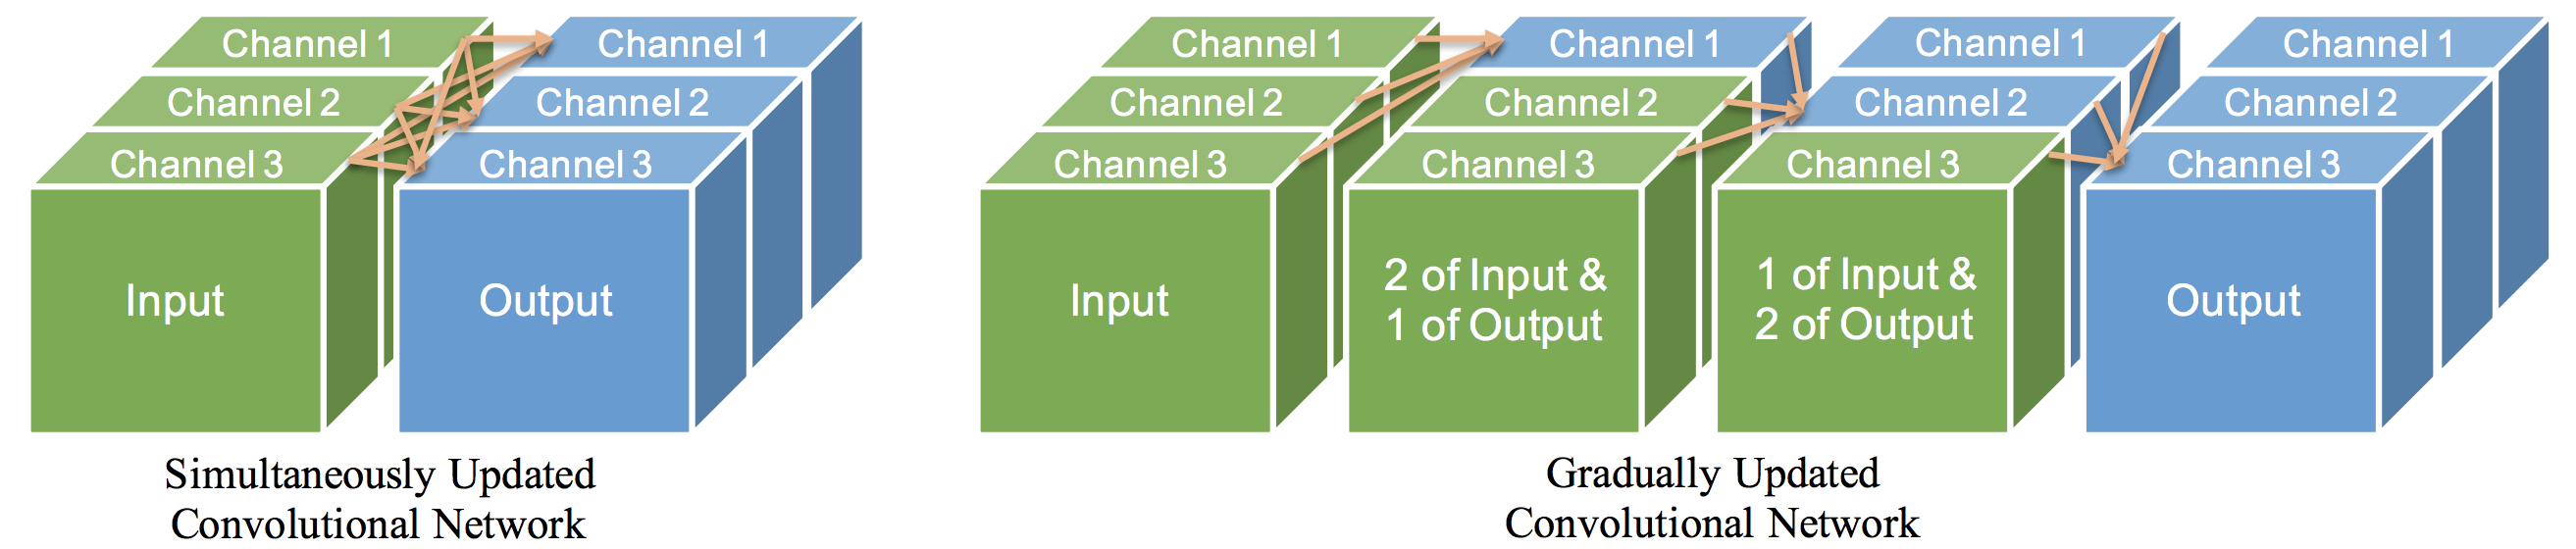 Channel 1
Channel 2
Channel 3
Input
Channel 1
Channel 2
Channel 3
Output
Simultaneously Updated
Convolutional Network
Channel 1
Channel 2
Channel 3
Input
Channel 1
Channel 2
Channel 3
2 of Input &
1 of Output
Channel 1
Channel 2
Channel 3
1 of Input &
2 of Output
Channel 1
Channel 2
Channel 3
Output
Gradually Updated
Convolutional Network